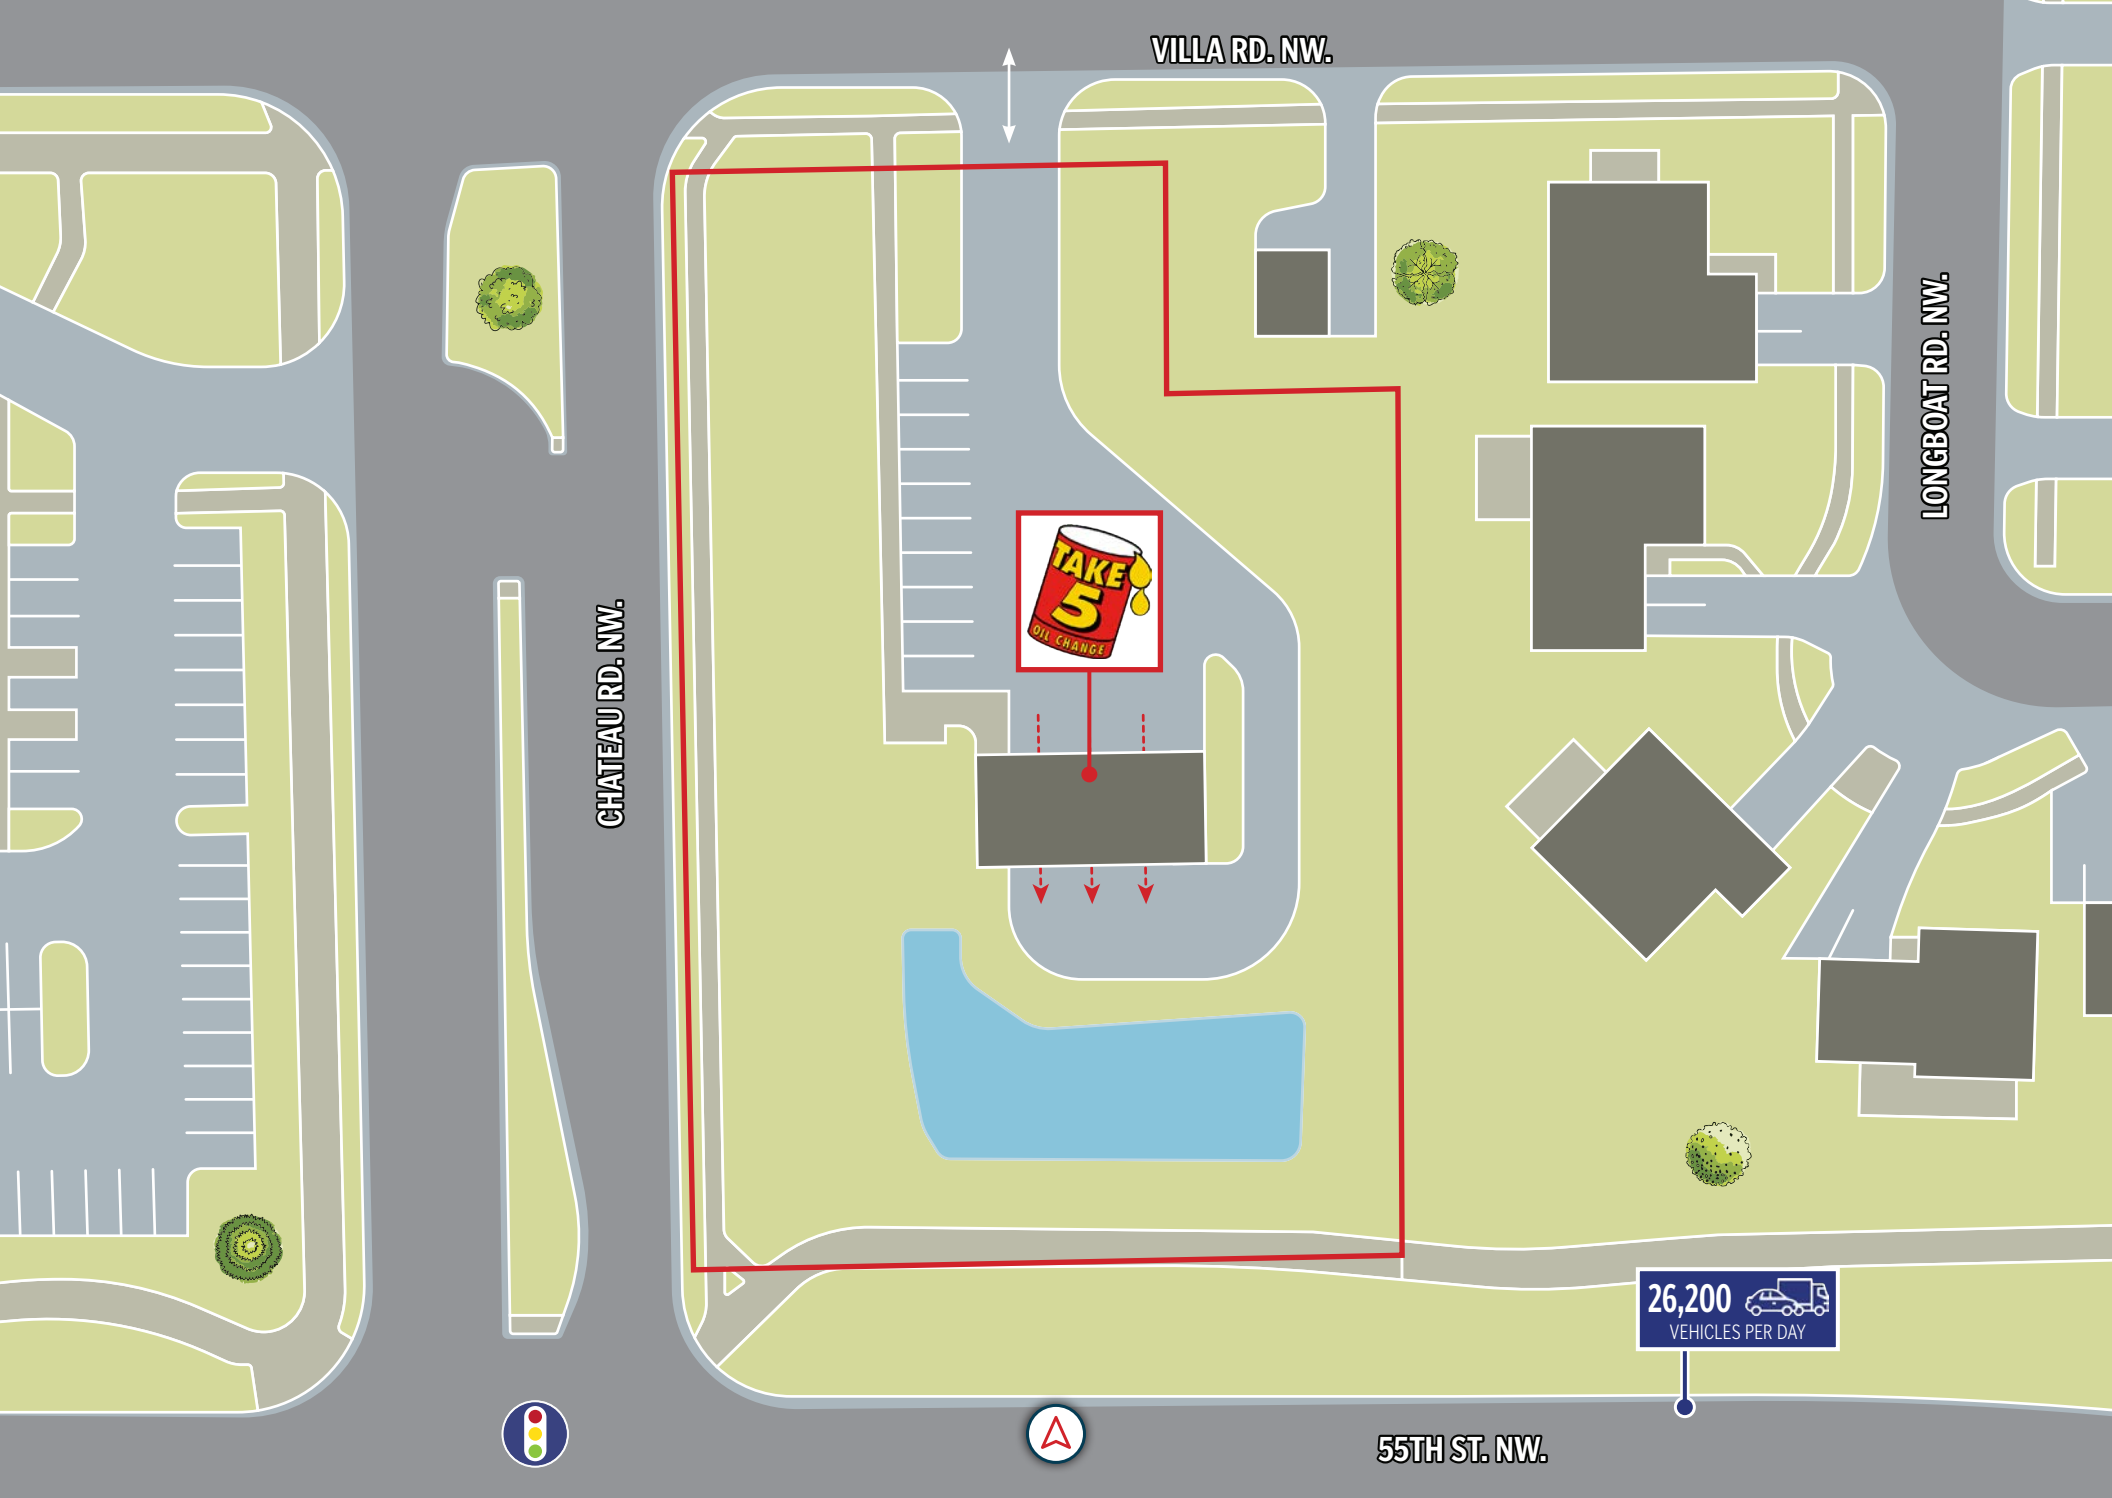 VILLA RD. NW.
LONGBOAT RD. NW.
TAKE
5
OIL CHANGE
CHATEAU RD. NW.
26,200
VEHICLES PER DAY
55TH ST. NW.